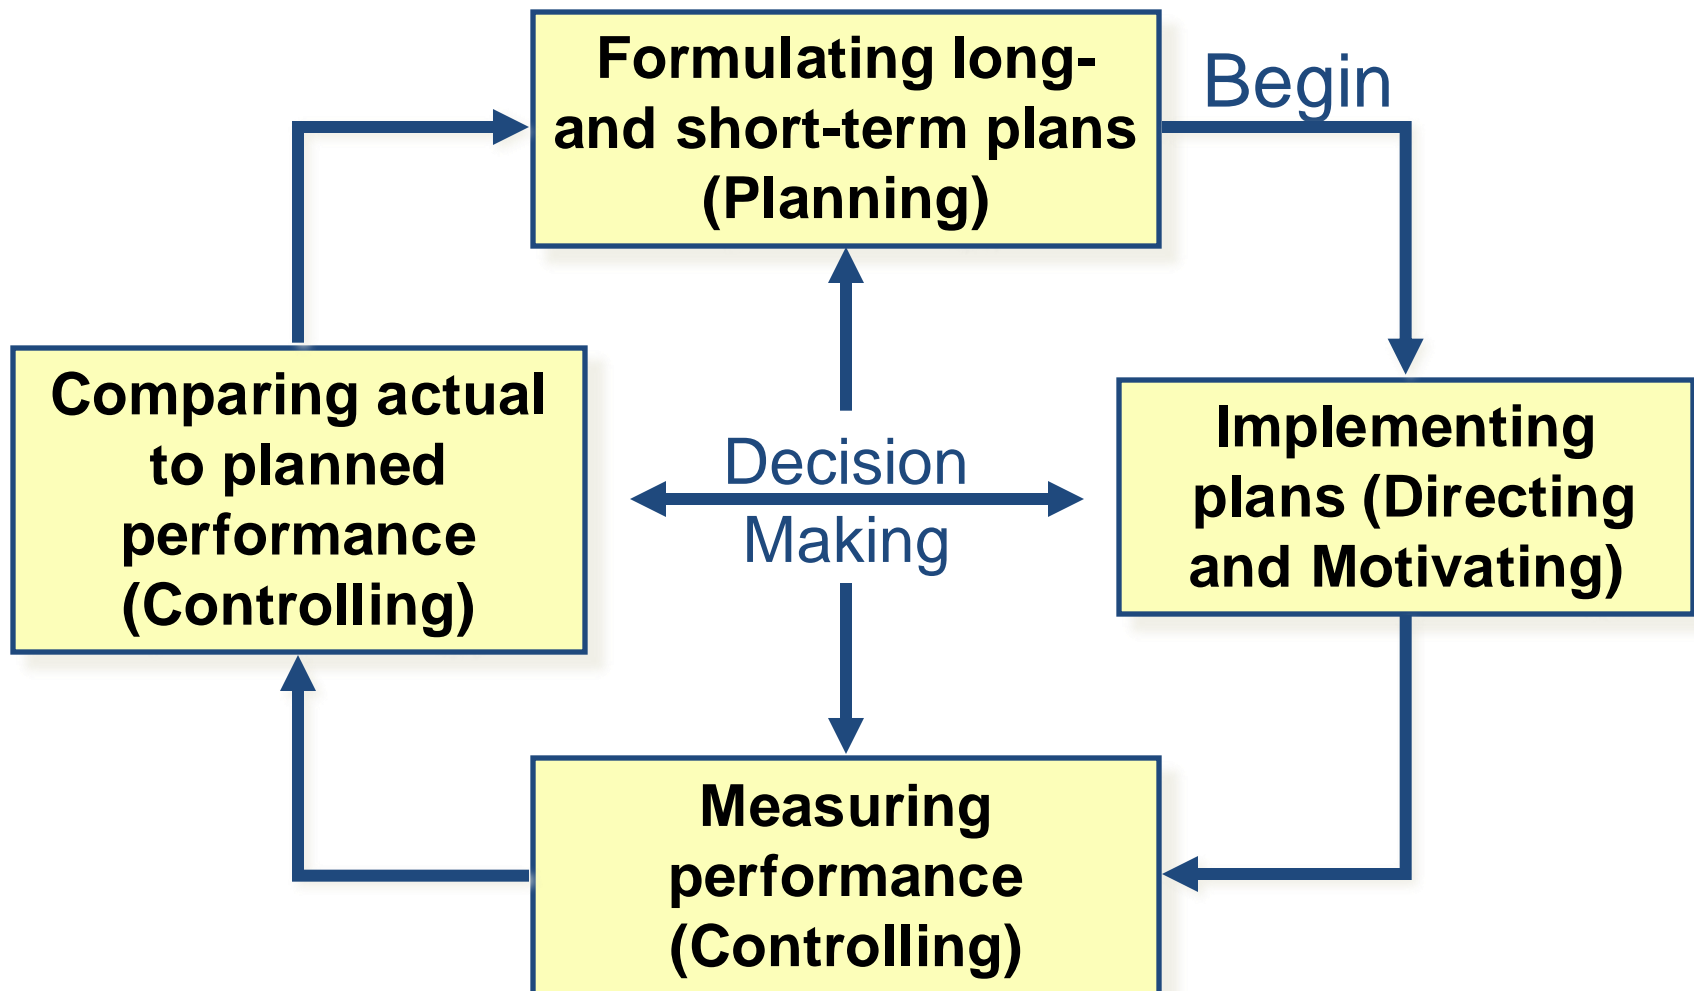 Formulating long-
and short-term plans
(Planning)
Begin
Comparing actual
to planned
performance
(Controlling)
Decision
Making
Implementing
plans (Directing
and Motivating)
Measuring
performance
(Controlling)